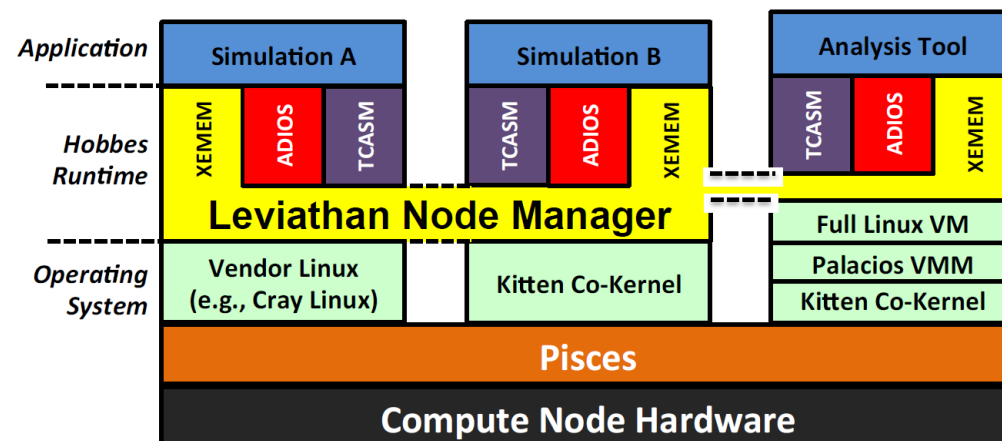 Application
Simulation A
Simulation B
Analysis Tool
Hobbes
Runtime
XEMEM
ADIOS
TCASM
TCASM
ADIOS
XEMEM
TCASM
ADIOS
XEMEM
Leviathan Node Manager
Operating
System
Vendor Linux
(e.g., Cray Linux)
Kitten Co-Kernel
Full Linux VM
Palacios VMM
Kitten Co-Kernel
Pisces
Compute Node Hardware